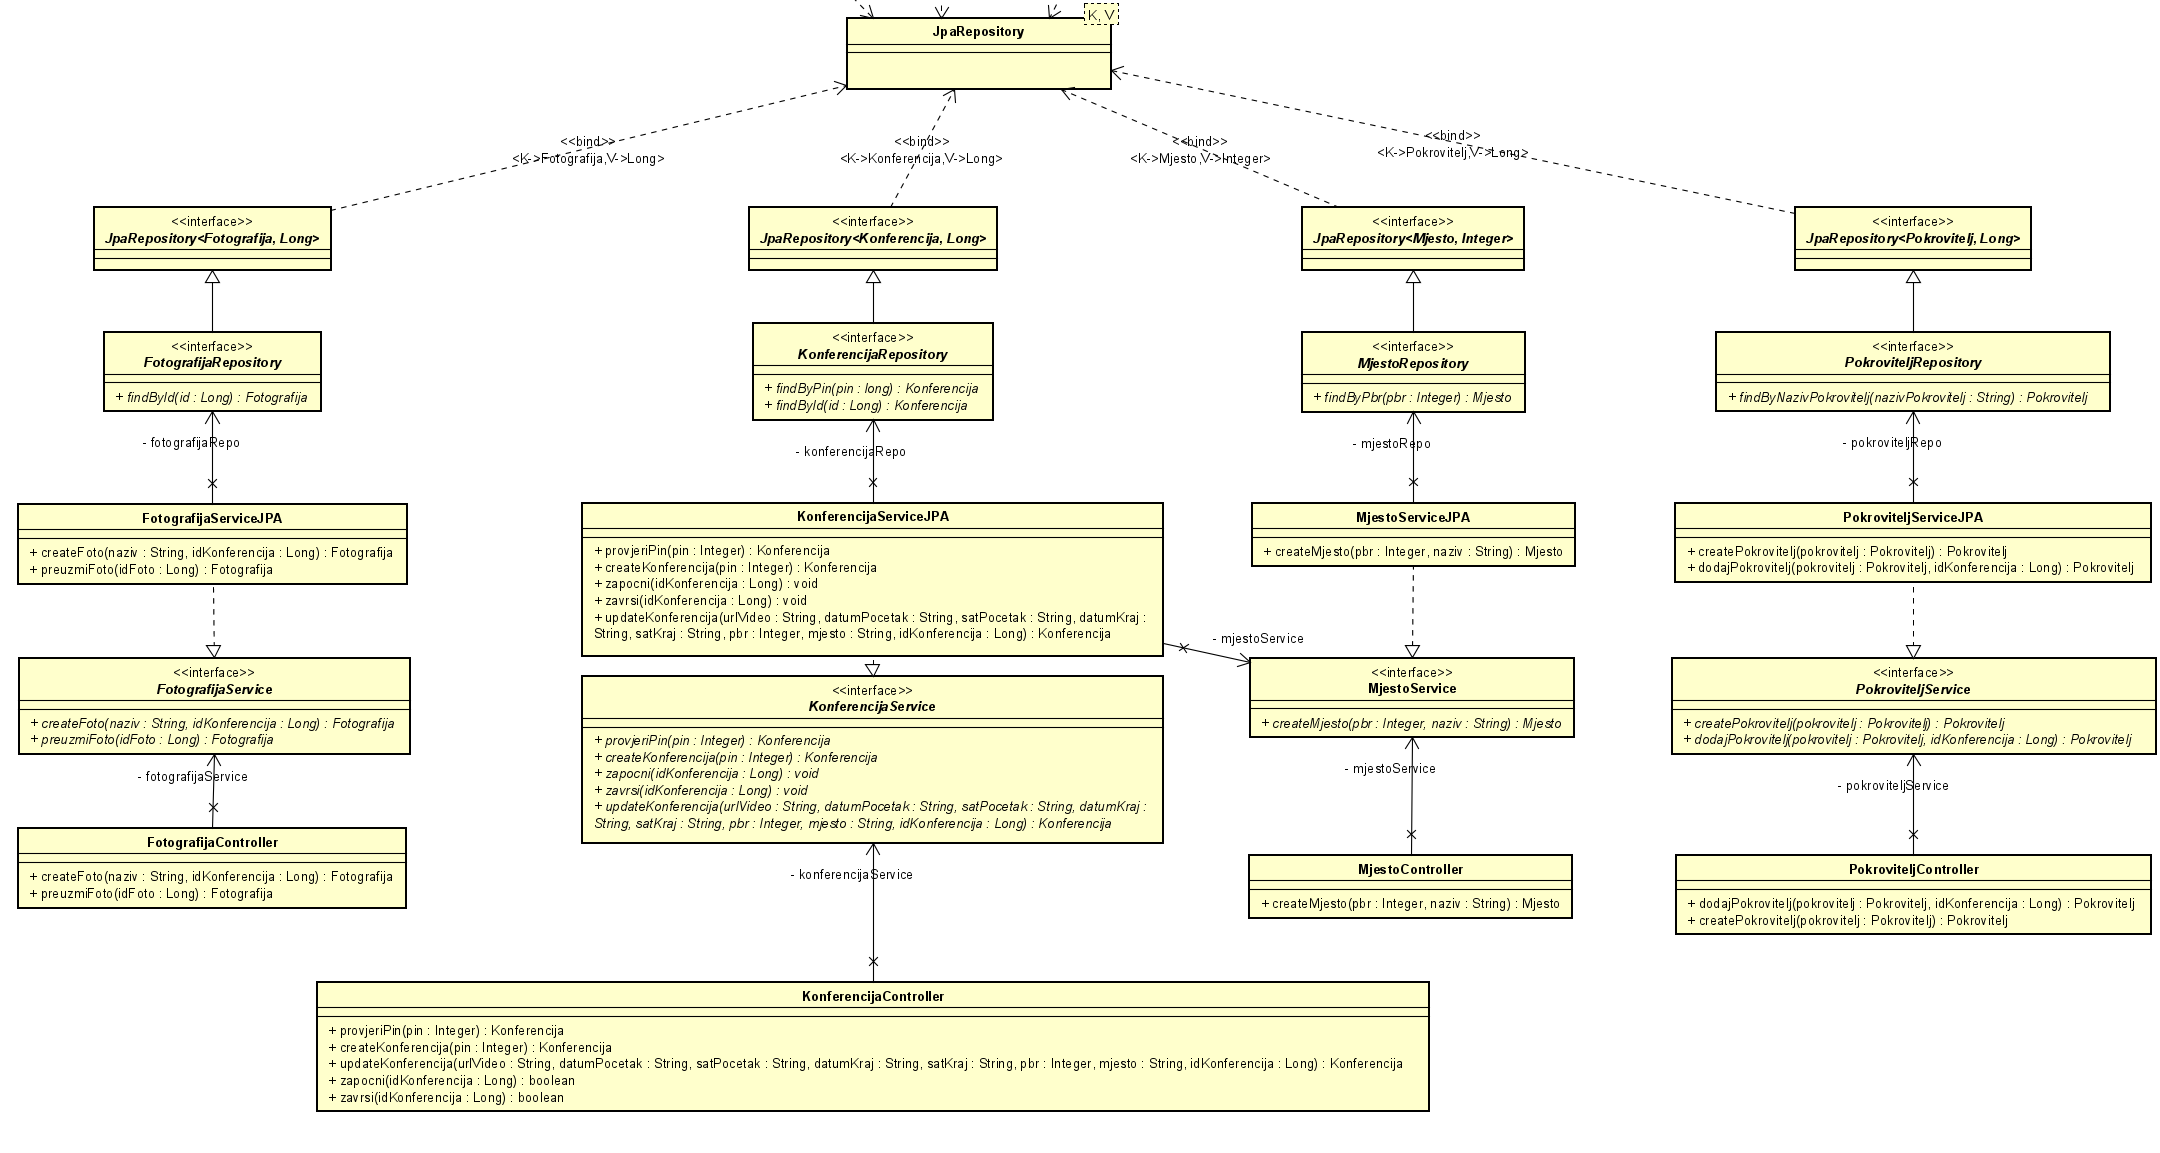 K, V
JpaRepository
<<bind>>
<K->Fotografija,V->Long>
<<bind>>
<K->Konferencija,V->Long>
<<bind>>
<K->Mjesto,V->Integer>
<<bind>>
<K->Pokrovitelj,V->Long>
<<interface>>
JpaRepository<Fotografija, Long>
<<interface>>
JpaRepository<Konferencija, Long>
<<interface>>
JpaRepository<Mjesto, Integer>
<<interface>>
JpaRepository<Pokrovitelj, Long>
<<interface>>
FotografijaRepository
+ findById(id : Long) : Fotografija
<<interface>>
KonferencijaRepository
+ findByPin(pin : long) : Konferencija
+ findById(id : Long) : Konferencija
<<interface>>
MjestoRepository
+ findByPbr(pbr : Integer) : Mjesto
<<interface>>
PokroviteljRepository
+ findByNazivPokrovitelj(nazivPokrovitelj : String) : Pokrovitelj
- fotografijaRepo
- konferencijaRepo
- mjestoRepo
- pokroviteljRepo
FotografijaServiceJPA
+ createFoto(naziv : String, idKonferencija : Long) : Fotografija
+ preuzmiFoto(idFoto : Long) : Fotografija
KonferencijaServiceJPA
+ provjeriPin(pin : Integer) : Konferencija
+ createKonferencija(pin : Integer) : Konferencija
+ zapocni(idKonferencija : Long) : void
+ zavrsi(idKonferencija : Long) : void
+ updateKonferencija(urlVideo : String, datumPocetak : String, satPocetak : String, datumKraj :
String, satKraj : String, pbr : Integer, mjesto : String, idKonferencija : Long) : Konferencija
MjestoServiceJPA
+ createMjesto(pbr : Integer, naziv : String) : Mjesto
PokroviteljServiceJPA
+ createPokrovitelj(pokrovitelj : Pokrovitelj) : Pokrovitelj
+ dodajPokrovitelj(pokrovitelj : Pokrovitelj, idKonferencija : Long) : Pokrovitelj
- mjestoService
<<interface>>
FotografijaService
+ createFoto(naziv : String, idKonferencija : Long) : Fotografija
+ preuzmiFoto(idFoto : Long) : Fotografija
<<interface>>
KonferencijaService
+ provjeriPin(pin : Integer) : Konferencija
+ createKonferencija(pin : Integer) : Konferencija
+ zapocni(idKonferencija : Long) : void
+ zavrsi(idKonferencija : Long) : void
+ updateKonferencija(urlVideo : String, datumPocetak : String, satPocetak : String, datumKraj :
String, satKraj : String, pbr : Integer, mjesto : String, idKonferencija : Long) : Konferencija
<<interface>>
MjestoService
+ createMjesto(pbr : Integer, naziv : String) : Mjesto
<<interface>>
PokroviteljService
+ createPokrovitelj(pokrovitelj : Pokrovitelj) : Pokrovitelj
+ dodajPokrovitelj(pokrovitelj : Pokrovitelj, idKonferencija : Long) : Pokrovitelj
- fotografijaService
- konferencijaService
- mjestoService
- pokroviteljService
FotografijaController
+ createFoto(naziv : String, idKonferencija : Long) : Fotografija
+ preuzmiFoto(idFoto : Long) : Fotografija
MjestoController
+ createMjesto(pbr : Integer, naziv : String) : Mjesto
PokroviteljController
+ dodajPokrovitelj(pokrovitelj : Pokrovitelj, idKonferencija : Long) : Pokrovitelj
+ createPokrovitelj(pokrovitelj : Pokrovitelj) : Pokrovitelj
KonferencijaController
+ provjeriPin(pin : Integer) : Konferencija
+ createKonferencija(pin : Integer) : Konferencija
+ updateKonferencija(urlVideo : String, datumPocetak : String, satPocetak : String, datumKraj : String, satKraj : String, pbr : Integer, mjesto : String, idKonferencija : Long) : Konferencija
+ zapocni(idKonferencija : Long) : boolean
+ zavrsi(idKonferencija : Long) : boolean